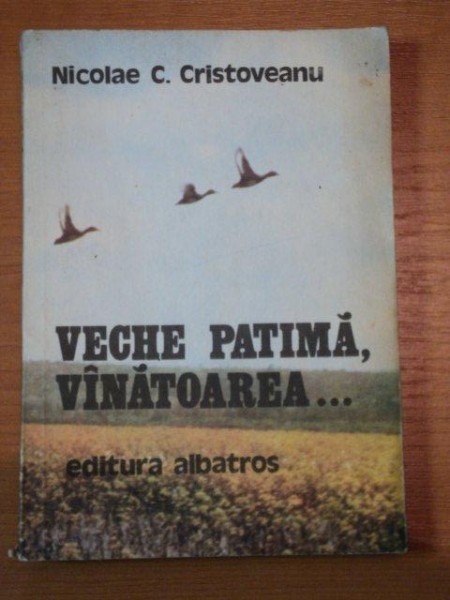 Nicolae C. Cristoveanu
VECHE PATIMĂ,
VÎNĂTOAREA...
editura albatros